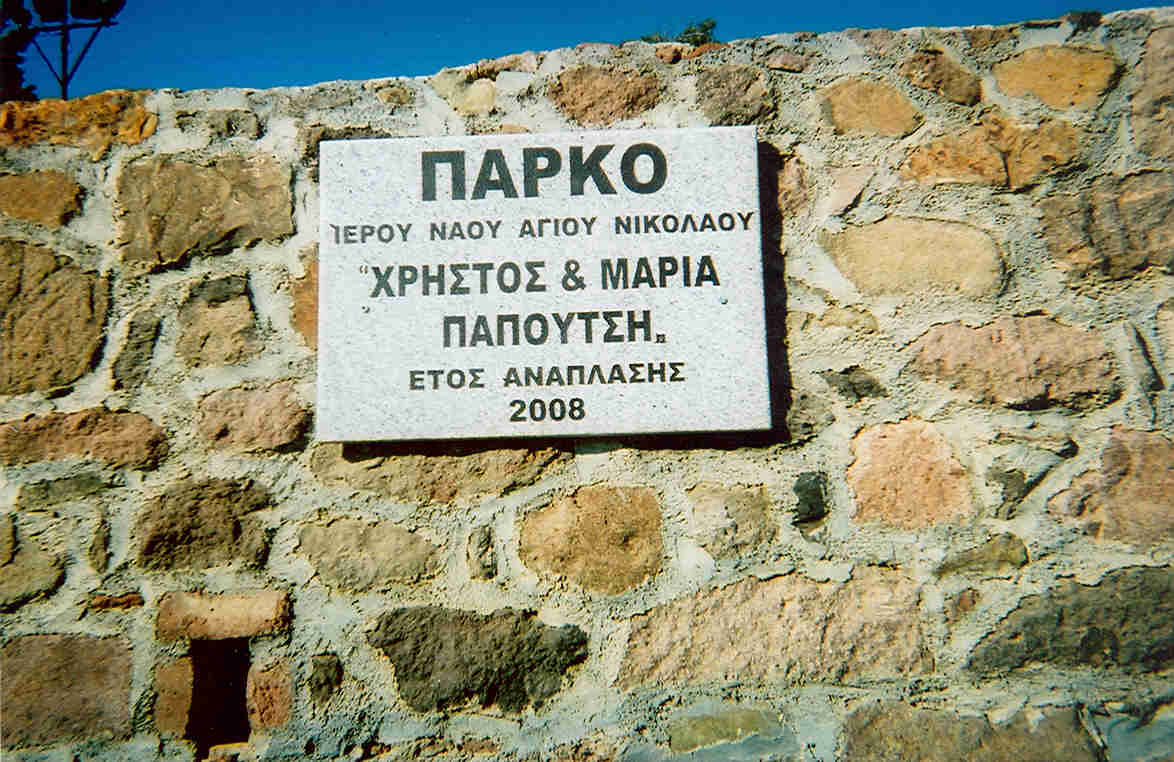 ΠΑΡΚΟ
ΙΕΡΟΥ ΝΑΟΥ ΑΓΙΟΥ ΝΙΚΟΛΑΟΥ
“ΧΡΗΣΤΟΣ & ΜΑΡΙΑ
ΠΑΠΟΥΤΣΗ„
ΕΤΟΣ ΑΝΑΠΛΑΣΗΣ
2008